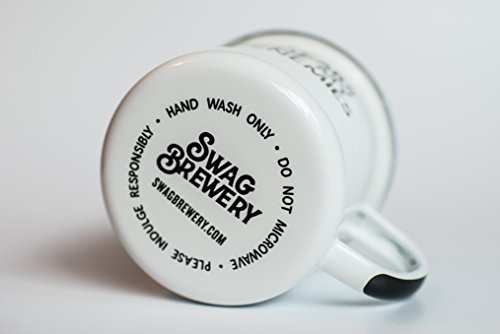 HAND WASH ONLY • DO NOT MICROWAVE • PLEASE INDULGE RESPONSIBLY •
SWAG
BREWERY
SWAGBREWERY.COM